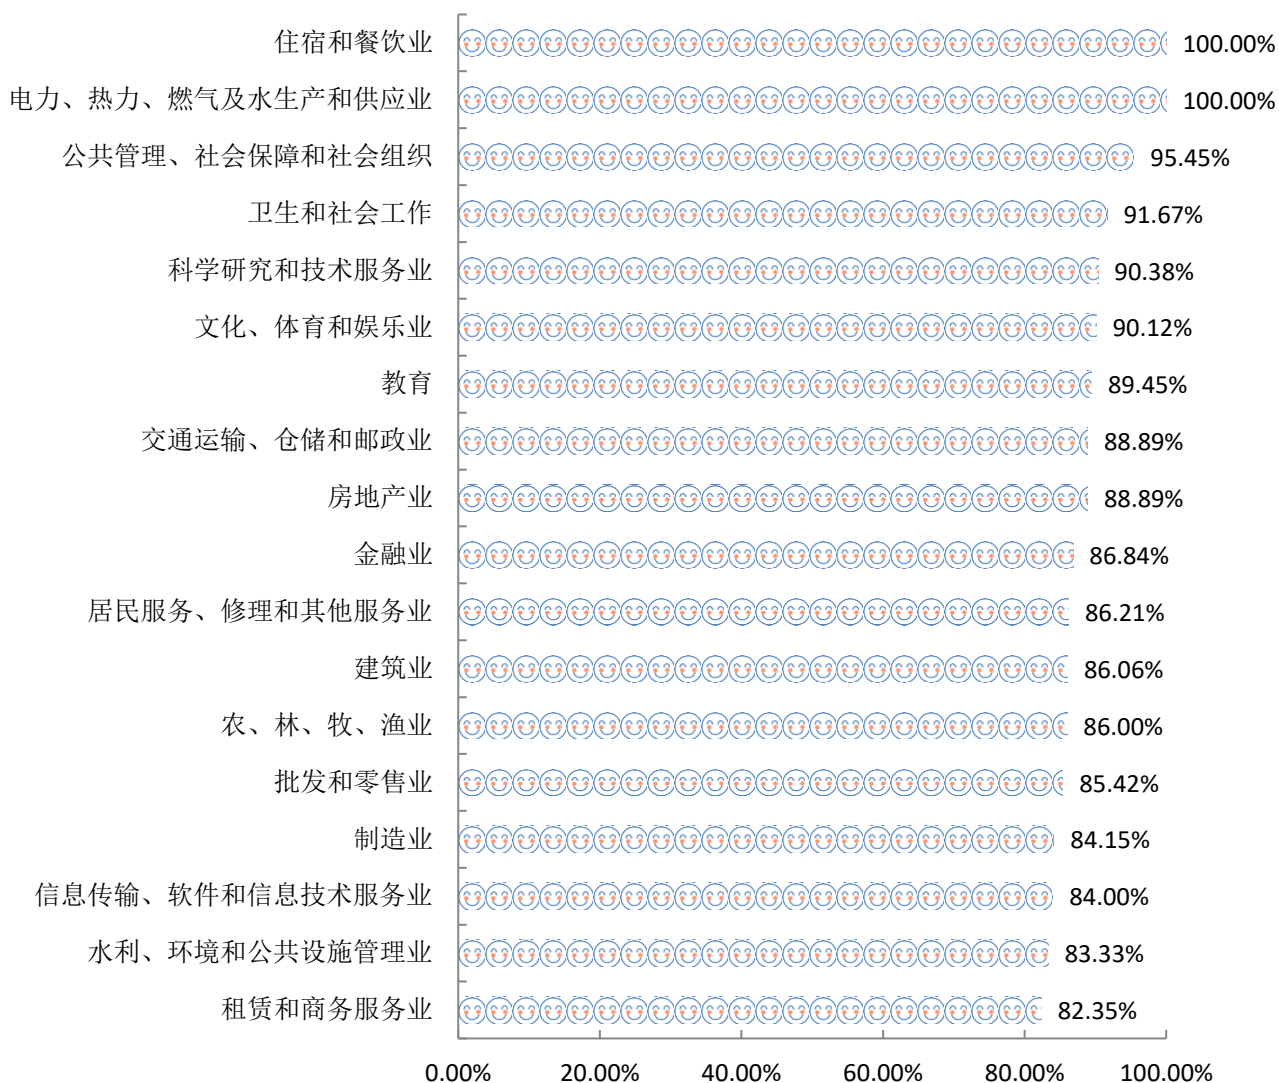 住宿和餐饮业 100.00%
电力、热力、燃气及水生产和供应业 100.00%
公共管理、社会保障和社会组织 95.45%
卫生和社会工作 91.67%
科学研究和技术服务业 90.38%
文化、体育和娱乐业 90.12%
教育 89.45%
交通运输、仓储和邮政业 88.89%
房地产业 88.89%
金融业 86.84%
居民服务、修理和其他服务业 86.21%
建筑业 86.06%
农、林、牧、渔业 86.00%
批发和零售业 85.42%
制造业 84.15%
信息传输、软件和信息技术服务业 84.00%
水利、环境和公共设施管理业 83.33%
租赁和商务服务业 82.35%
0.00% 20.00% 40.00% 60.00% 80.00% 100.00%